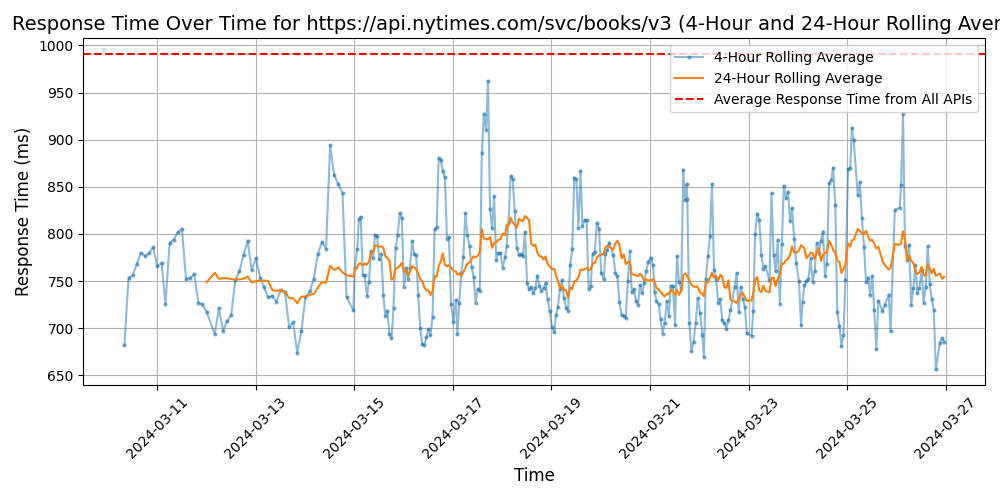 Response Time Over Time for https://api.nytimes.com/svc/books/v3 (4-Hour and 24-Hour Rolling Aver
1000
950
900
850
800
750
700
650
Response Time (ms)
4-Hour Rolling Average
24-Hour Rolling Average
Average Response Time from All APIs
2024-03-11
2024-03-13
2024-03-15
2024-03-17
2024-03-19
2024-03-21
2024-03-23
2024-03-25
2024-03-27
Time